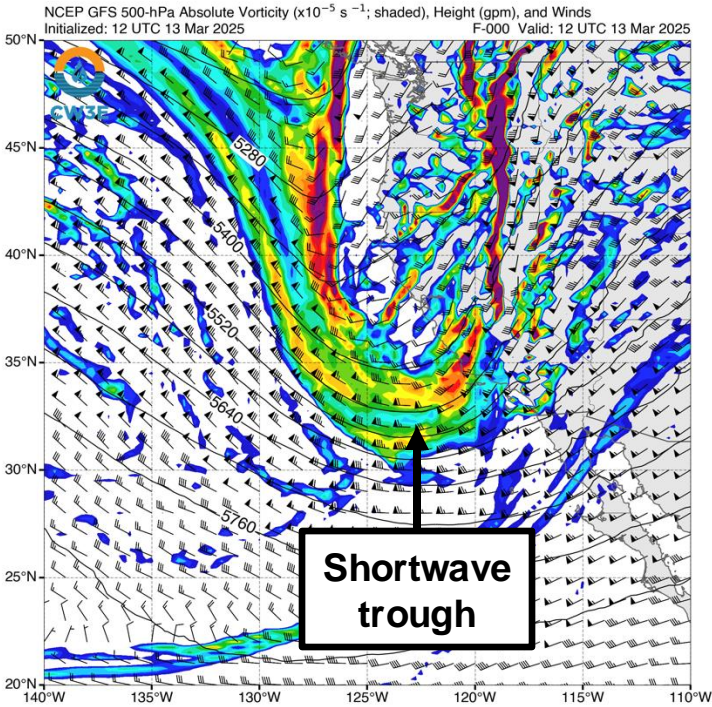 NCEP GFS 500-hPa Absolute Vorticity (x10⁻⁵ s ⁻¹; shaded), Height (gpm), and Winds
Initialized: 12 UTC 13 Mar 2025 F-000 Valid: 12 UTC 13 Mar 2025
50°N
CW3E
5280
45°N
5400
40°N
5520
35°N
5640
30°N
5760
Shortwave
trough
25°N
20°N
140°W 135°W 130°W 125°W 120°W 115°W 110°W